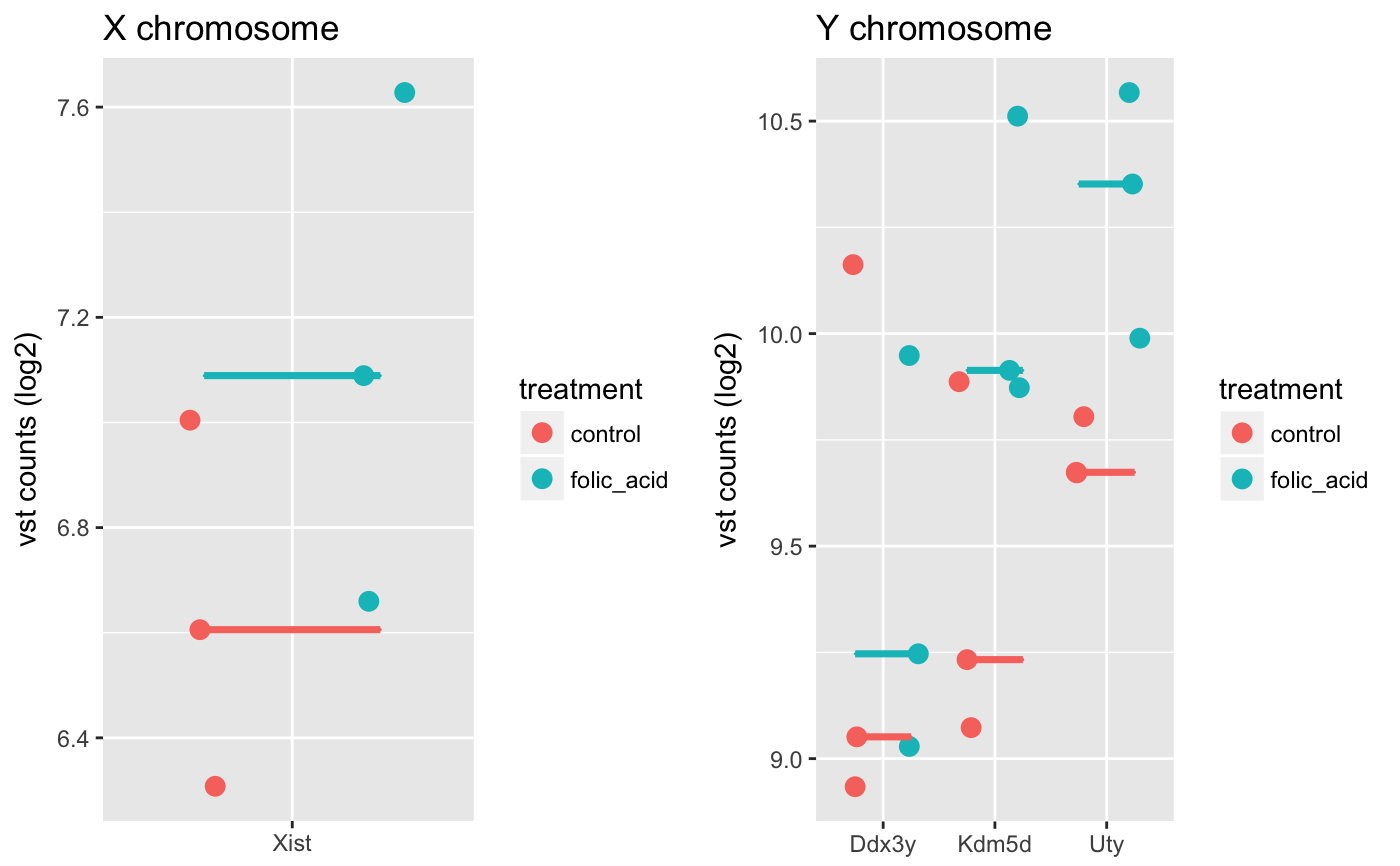 X chromosome
vst counts (log2)
7.6
7.2
6.8
6.4
Xist
treatment
control
folic_acid
Y chromosome
vst counts (log2)
10.5
10.0
9.5
9.0
Ddx3y
Kdm5d
Uty
treatment
control
folic_acid